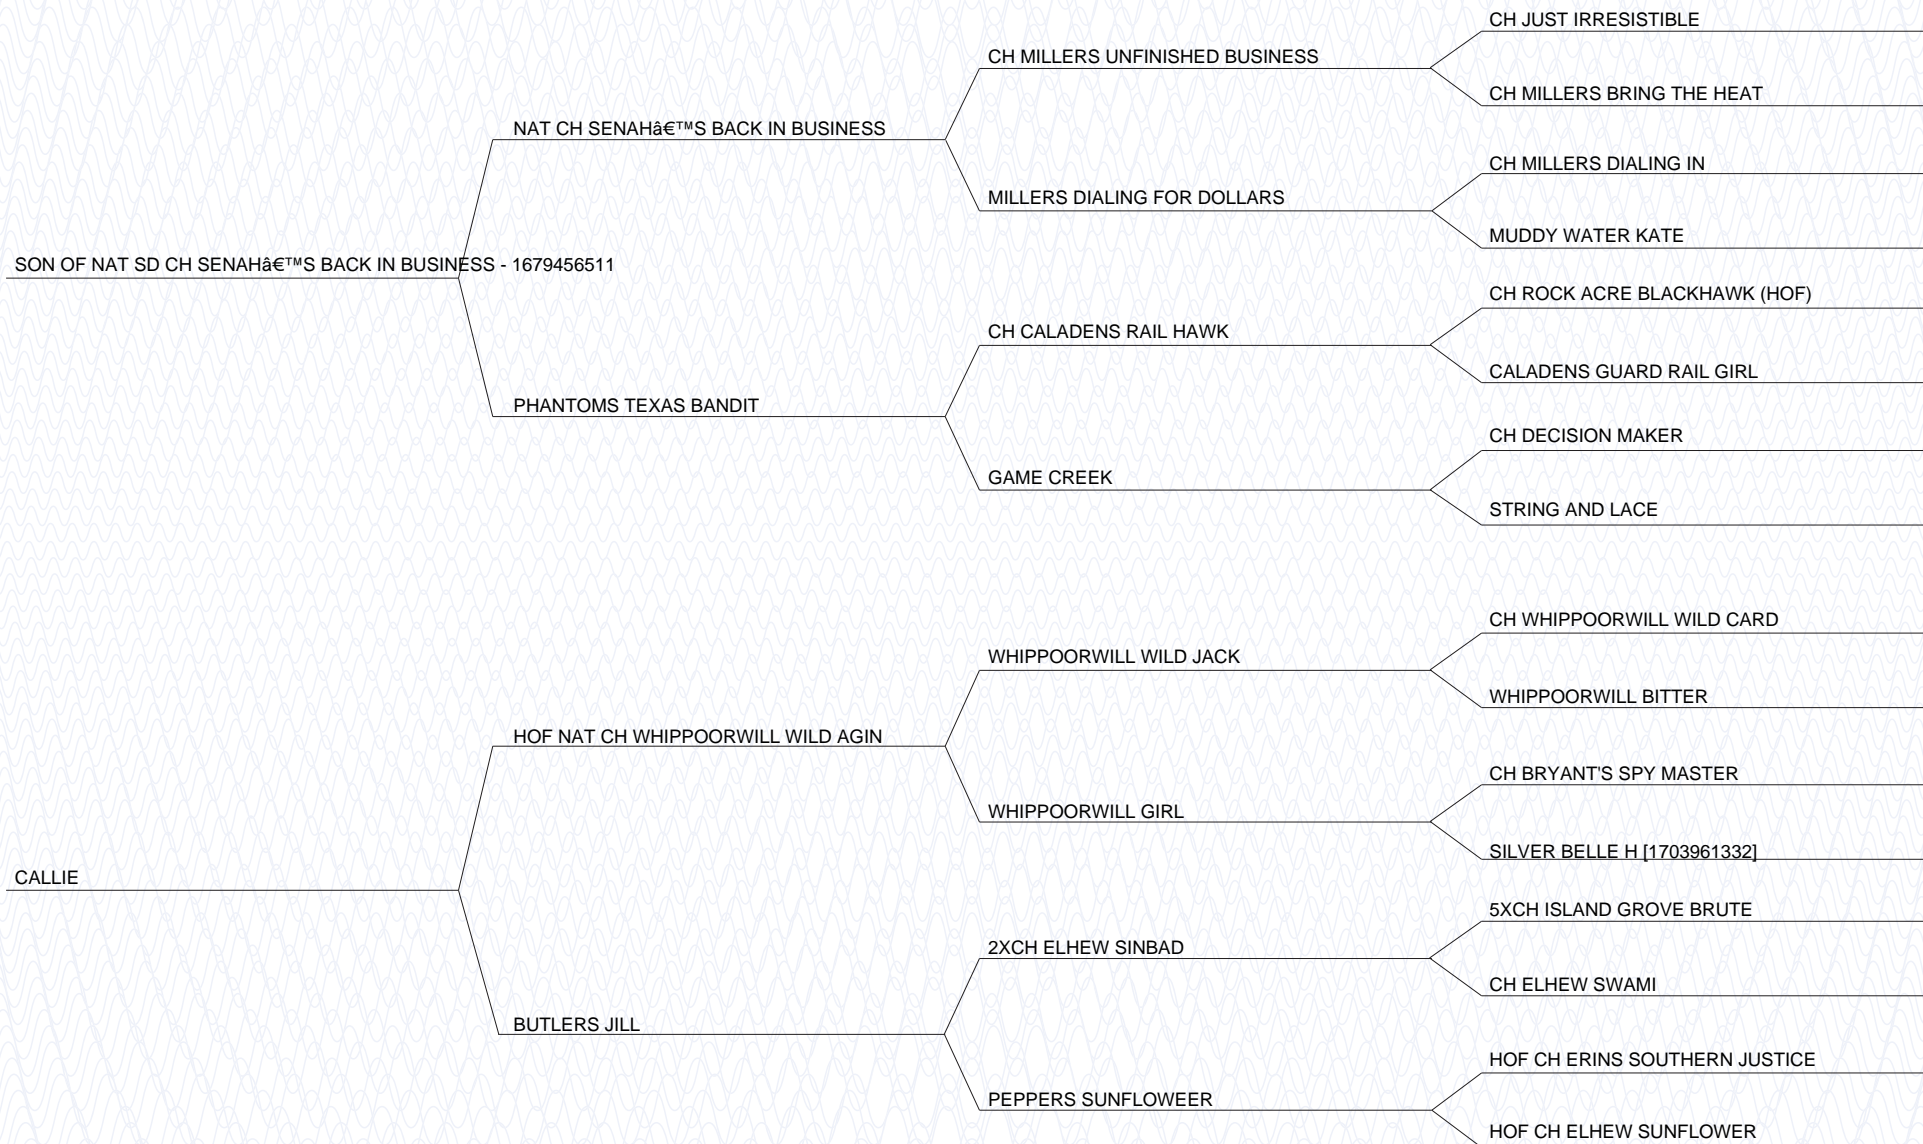 CH JUST IRRESISTIBLE
CH MILLERS UNFINISHED BUSINESS
CH MILLERS BRING THE HEAT
NAT CH SENAHâ€™S BACK IN BUSINESS
CH MILLERS DIALING IN
MILLERS DIALING FOR DOLLARS
MUDDY WATER KATE
SON OF NAT SD CH SENAHâ€™S BACK IN BUSINESS - 1679456511
CH ROCK ACRE BLACKHAWK (HOF)
CH CALADENS RAIL HAWK
CALADENS GUARD RAIL GIRL
PHANTOMS TEXAS BANDIT
CH DECISION MAKER
GAME CREEK
STRING AND LACE
CH WHIPPOORWILL WILD CARD
WHIPPOORWILL WILD JACK
WHIPPOORWILL BITTER
HOF NAT CH WHIPPOORWILL WILD AGIN
CH BRYANT'S SPY MASTER
WHIPPOORWILL GIRL
SILVER BELLE H [1703961332]
CALLIE
5XCH ISLAND GROVE BRUTE
2XCH ELHEW SINBAD
CH ELHEW SWAMI
BUTLERS JILL
HOF CH ERINS SOUTHERN JUSTICE
PEPPERS SUNFLOWEER
HOF CH ELHEW SUNFLOWER